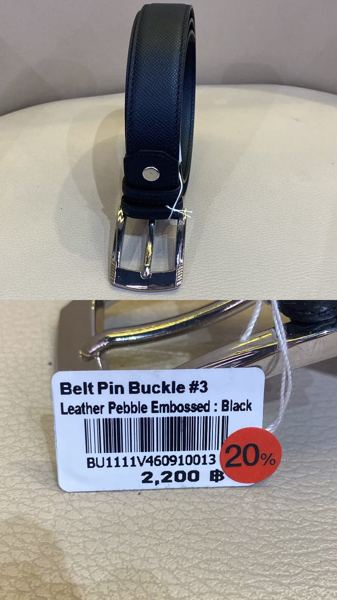 Belt Pin Buckle #3
Leather Pebble Embossed : Black
BU1111V460910013
20%
2,200 ฿